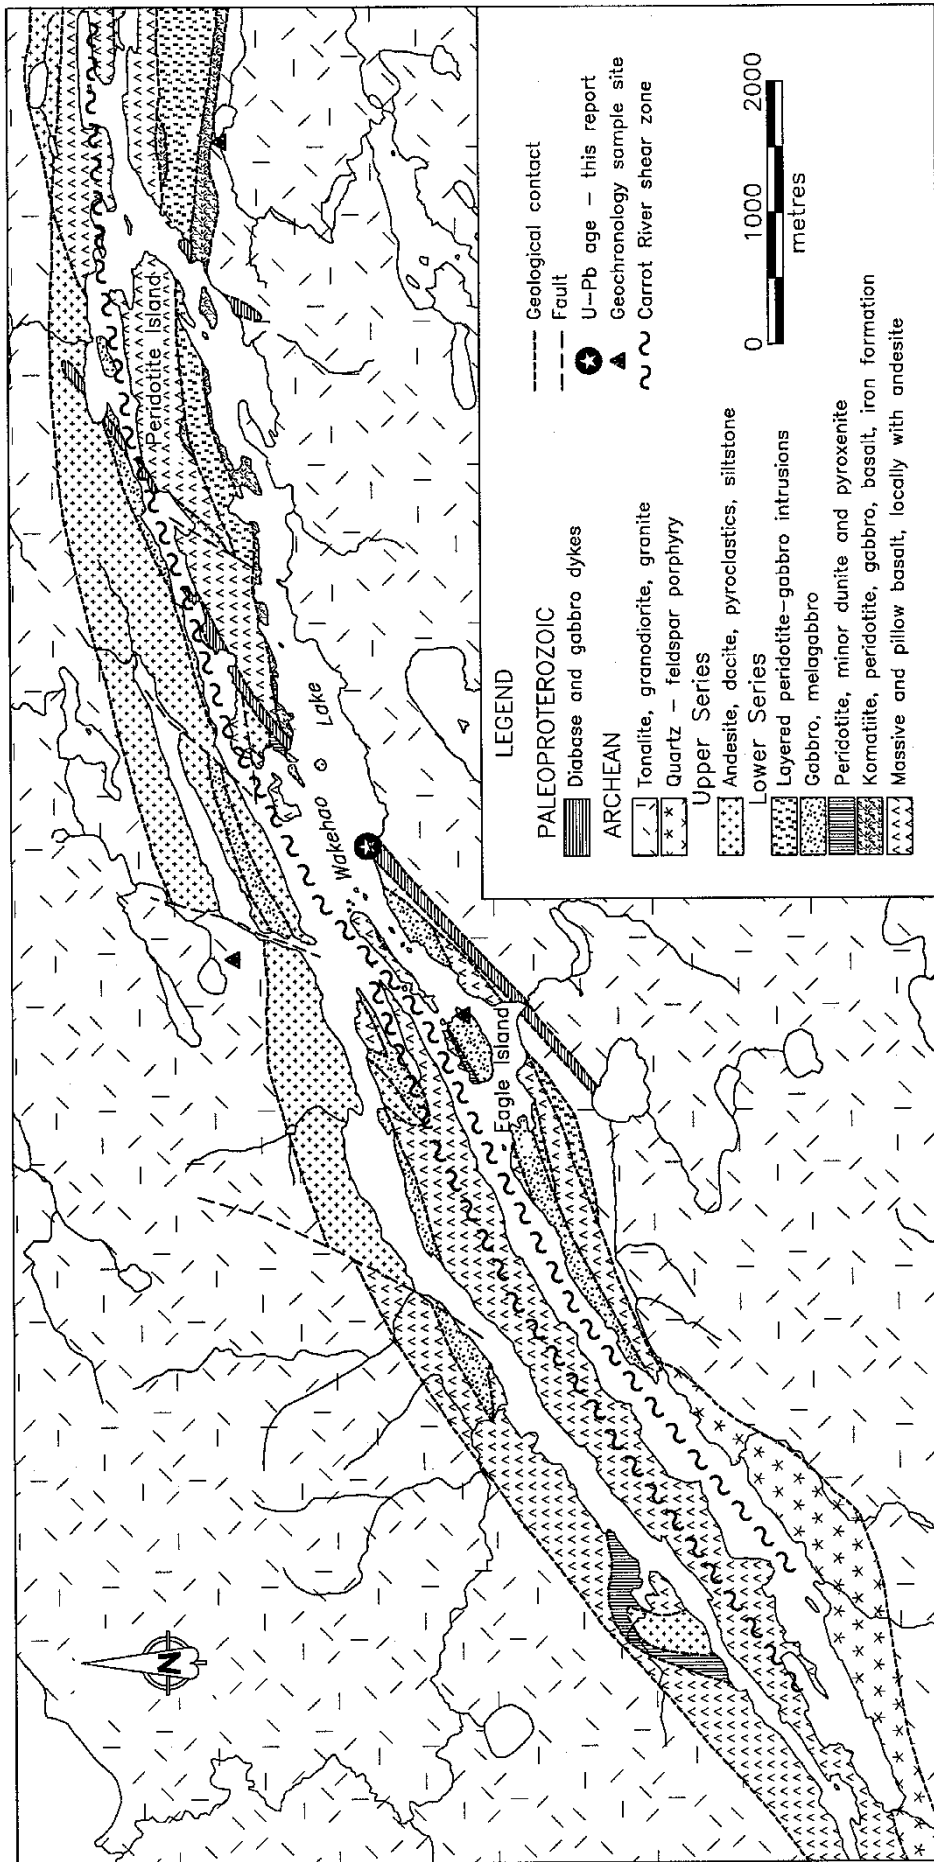 Peridotite Island
Wakehao Lake
Eagle Island
N
LEGEND
PALEOPROTEROZOIC
Diabase and gabbro dykes
ARCHEAN
Tonalite, granodiorite, granite
Quartz - feldspar porphyry
Upper Series
Andesite, dacite, pyroclastics, siltstone
Lower Series
Layered peridotite-gabbro intrusions
Gabbro, melagabbro
Peridotite, minor dunite and pyroxenite
Komatiite, peridotite, gabbro, basalt, iron formation
Massive and pillow basalt, locally with andesite
Geological contact
Fault
U-Pb age - this report
Geochronology sample site
Carrot River shear zone
0 1000 2000
metres